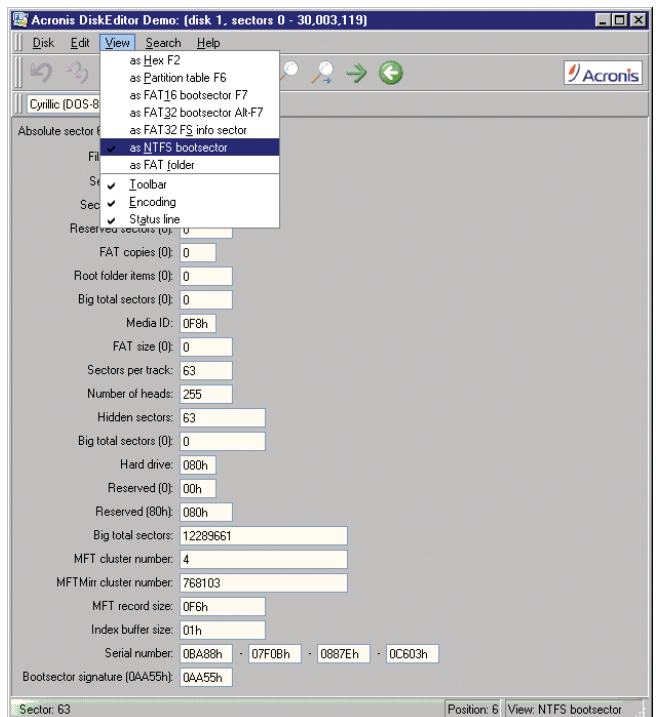 Acronis DiskEditor Demo: (disk 1, sectors 0 - 30,003,119)
Disk Edit View Search Help
as Hex F2
as Partition table F6
as FAT16 bootsector F7
as FAT32 bootsector Alt-F7
as FAT32 FS info sector
as NTFS bootsector
as FAT folder
Toolbar
Encoding
Status line
Acronis
Cyrillic (DOS-8
Absolute sector
Reserved sectors (0): 0
FAT copies (0): 0
Root folder items (0): 0
Big total sectors (0): 0
Media ID: 0F8h
FAT size (0): 0
Sectors per track: 63
Number of heads: 255
Hidden sectors: 63
Big total sectors (0): 0
Hard drive: 080h
Reserved (0): 00h
Reserved (80h): 080h
Big total sectors: 12289661
MFT cluster number: 4
MFTMirr cluster number: 768103
MFT record size: 0F6h
Index buffer size: 01h
Serial number: 0BA88h - 07F0Bh - 0887Eh - 0C603h
Bootsector signature (0AA55h): 0AA55h
Sector: 63 Position: 6 View: NTFS bootsector